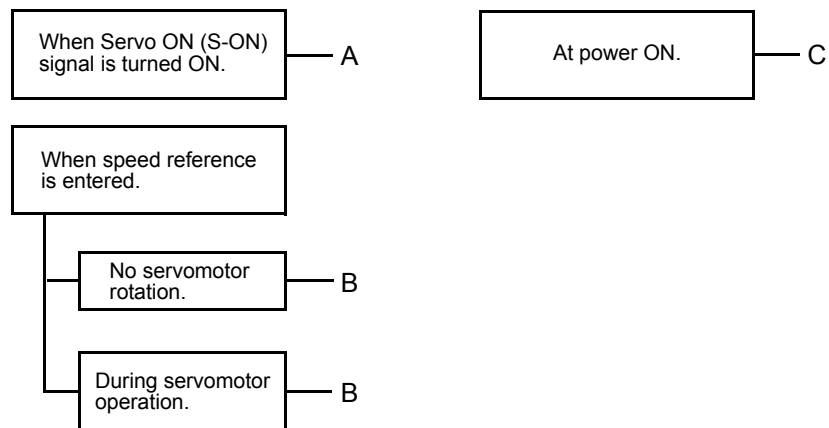 When Servo ON (S-ON)
signal is turned ON.
A
At power ON.
C
When speed reference
is entered.
No servomotor
rotation.
B
During servomotor
operation.
B